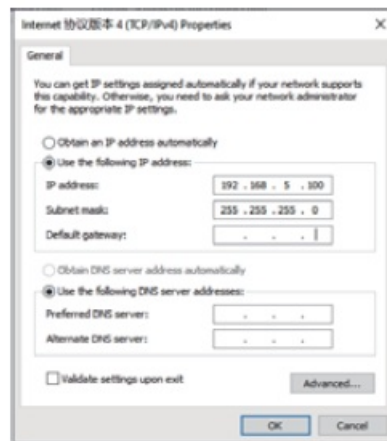 Internet 协议版本 4 (TCP/IPv4) Properties
General
You can get IP settings assigned automatically if your network supports
this capability. Otherwise, you need to ask your network administrator
for the appropriate IP settings.
Obtain an IP address automatically
Use the following IP address:
IP address: 192 . 168 . 5 . 100
Subnet mask: 255 . 255 . 255 . 0
Default gateway: . . .
Obtain DNS server address automatically
Use the following DNS server addresses:
Preferred DNS server: . . .
Alternate DNS server: . . .
Validate settings upon exit
Advanced...
OK Cancel